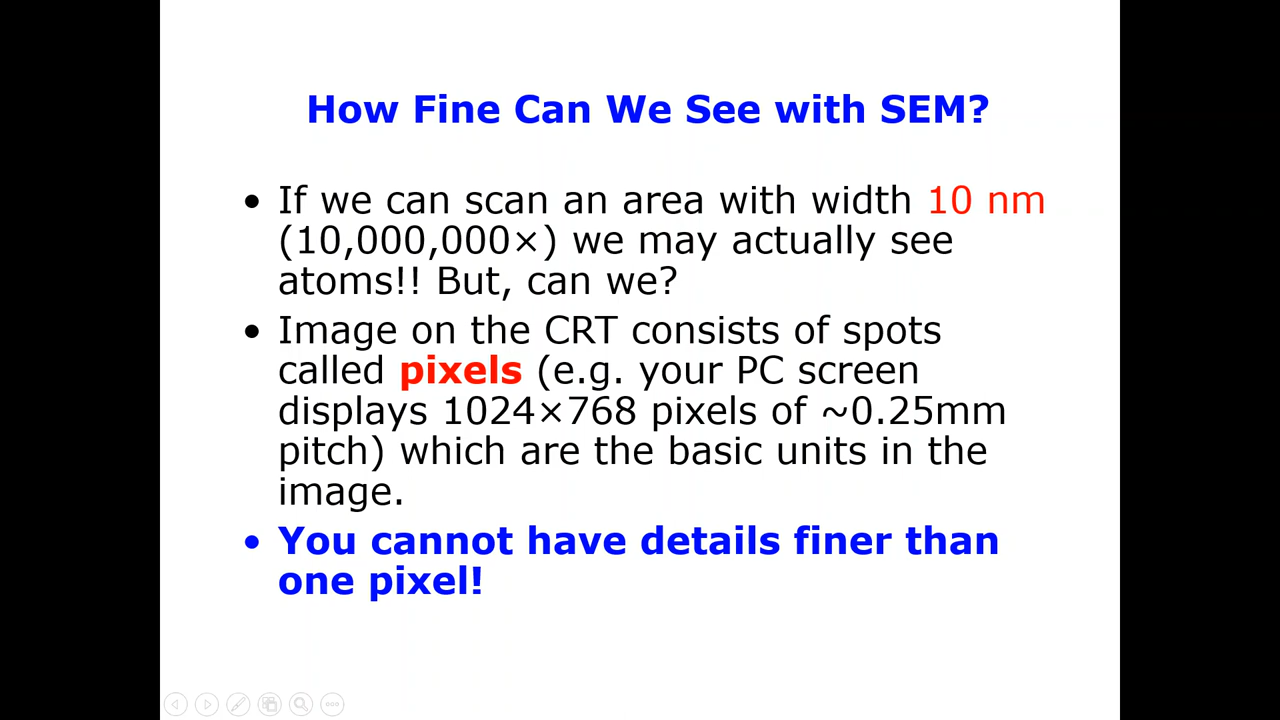 How Fine Can We See with SEM?
• If we can scan an area with width 10 nm
(10,000,000×) we may actually see
atoms!! But, can we?
• Image on the CRT consists of spots
called pixels (e.g. your PC screen
displays 1024×768 pixels of ~0.25mm
pitch) which are the basic units in the
image.
• You cannot have details finer than
one pixel!